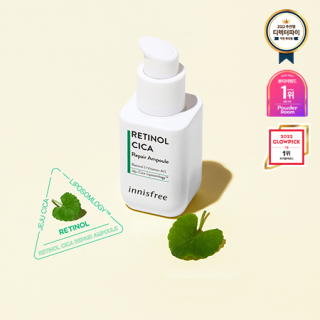 디렉터파이
1위
Powder
Room
2022
GLOWPICK
1위
RETINOL
CICA
Repair Ampoule
innisfree
JEJU CICA
LIPOSOMLOGY™
RETINOL
RETINOL CICA REPAIR AMPOULE